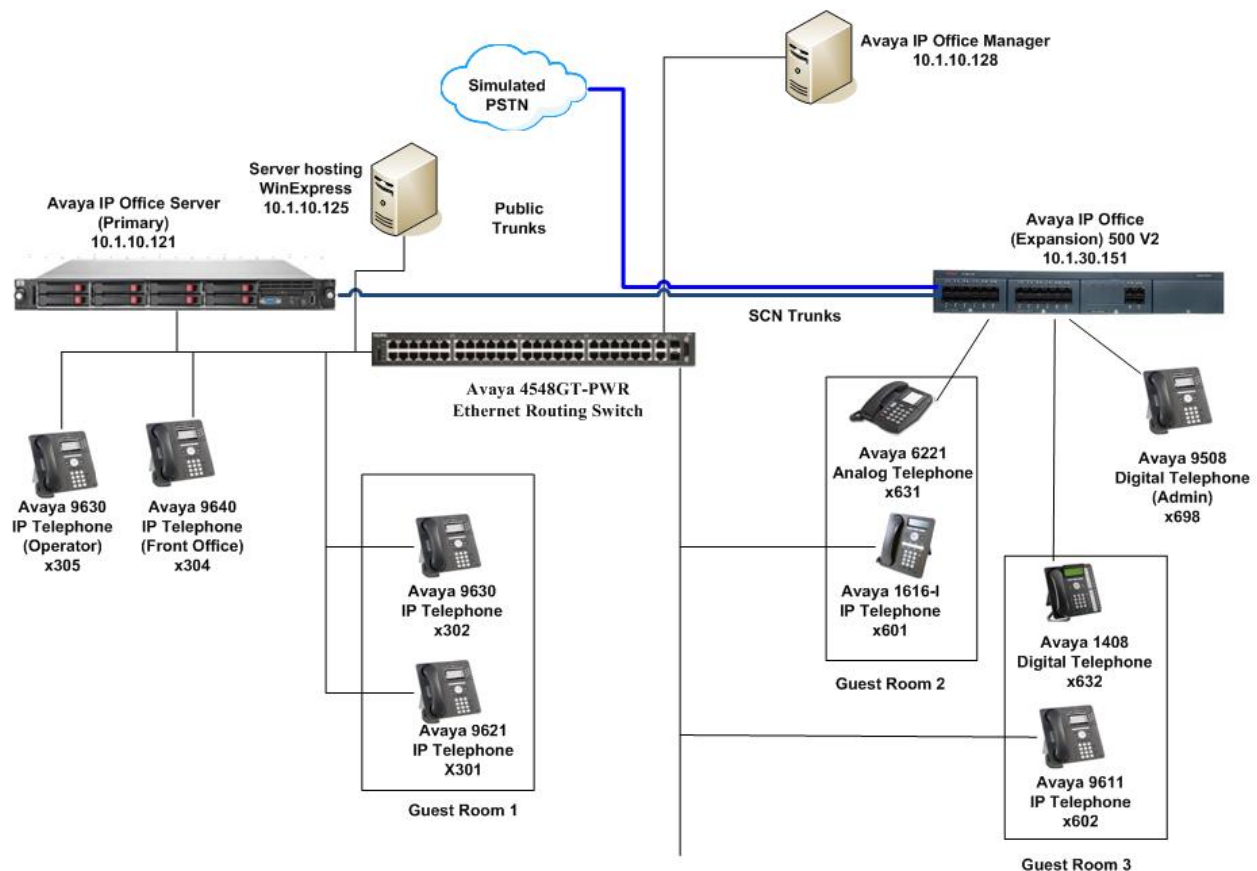 Avaya IP Office Manager
10.1.10.128
Simulated
PSTN
Server hosting
WinExpress
10.1.10.125
Public
Trunks
Avaya IP Office Server
(Primary)
10.1.10.121
Avaya IP Office
(Expansion) 500 V2
10.1.30.151
SCN Trunks
Avaya 4548GT-PWR
Ethernet Routing Switch
Avaya 9630
IP Telephone
(Operator)
x305
Avaya 9640
IP Telephone
(Front Office)
x304
Avaya 9630
IP Telephone
x302
Avaya 9621
IP Telephone
X301
Guest Room 1
Avaya 6221
Analog Telephone
x631
Avaya 1616-I
IP Telephone
x601
Guest Room 2
Avaya 9508
Digital Telephone
(Admin)
x698
Avaya 1408
Digital Telephone
x632
Avaya 9611
IP Telephone
x602
Guest Room 3